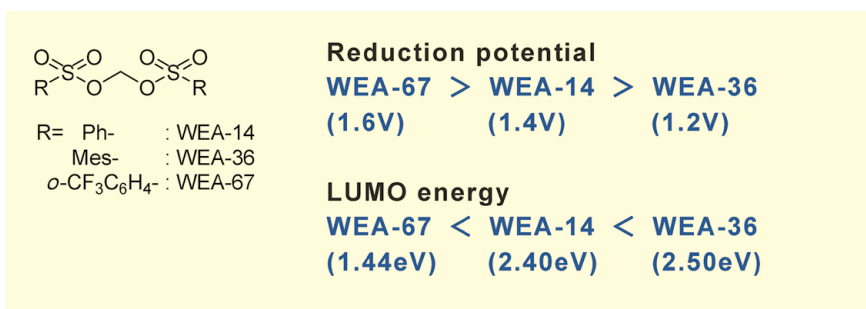 O O O O
S S
R O O R
R= Ph- : WEA-14
Mes- : WEA-36
o-CF3C6H4- : WEA-67
Reduction potential
WEA-67 > WEA-14 > WEA-36
(1.6V) (1.4V) (1.2V)
LUMO energy
WEA-67 < WEA-14 < WEA-36
(1.44eV) (2.40eV) (2.50eV)